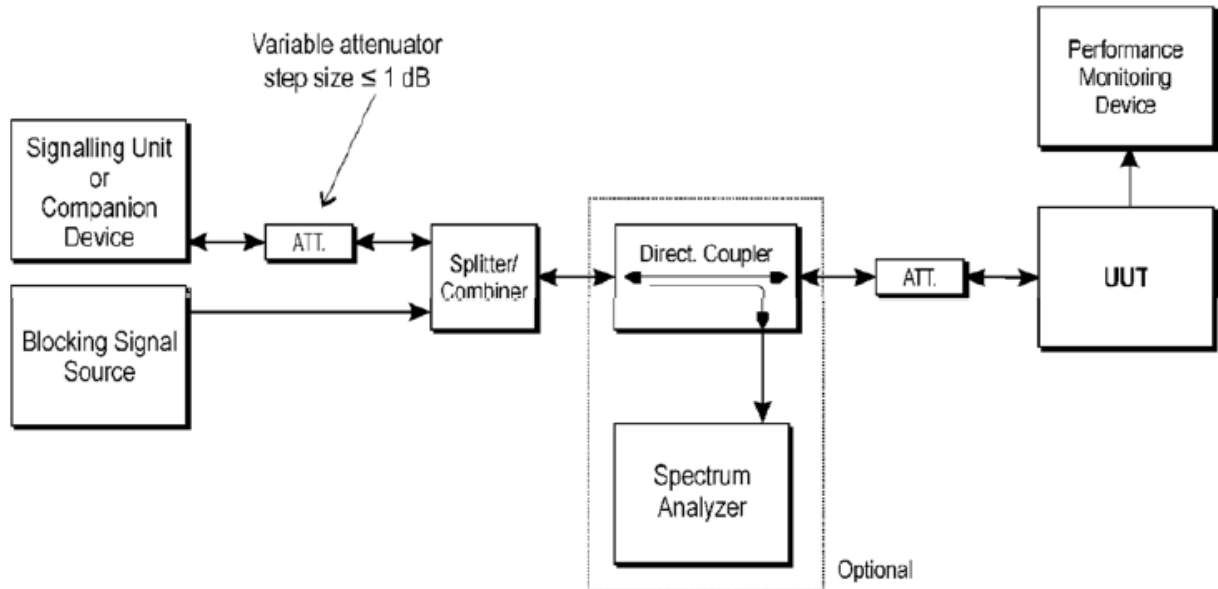 Variable attenuator
step size ≤ 1 dB
Performance
Monitoring
Device
Signalling Unit
or
Companion
Device
ATT.
Splitter/
Combiner
Direct. Coupler
ATT.
UUT
Blocking Signal
Source
Spectrum
Analyzer
Optional